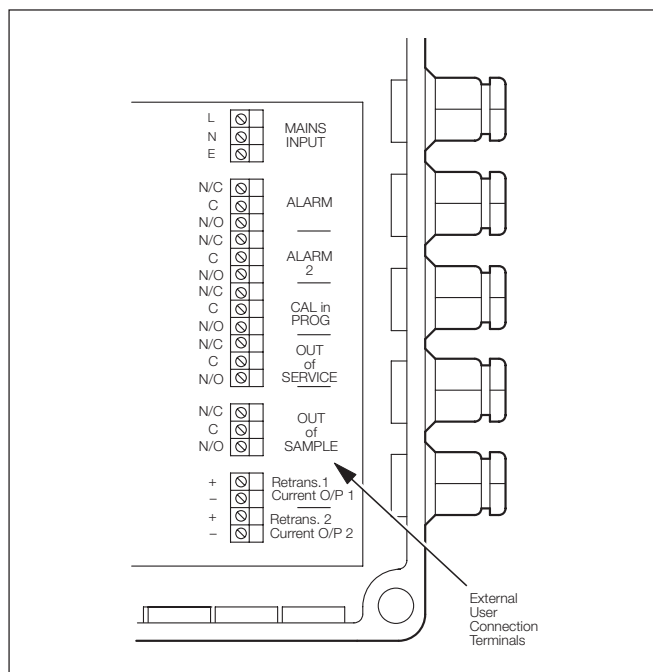 L
N
E
MAINS
INPUT
N/C
C
N/O
ALARM
N/C
C
N/O
ALARM
2
N/C
C
N/O
CAL in
PROG
N/C
C
N/O
OUT
of
SERVICE
N/C
C
N/O
OUT
of
SAMPLE
+ Retrans.1
– Current O/P 1
+ Retrans. 2
– Current O/P 2
External
User
Connection
Terminals